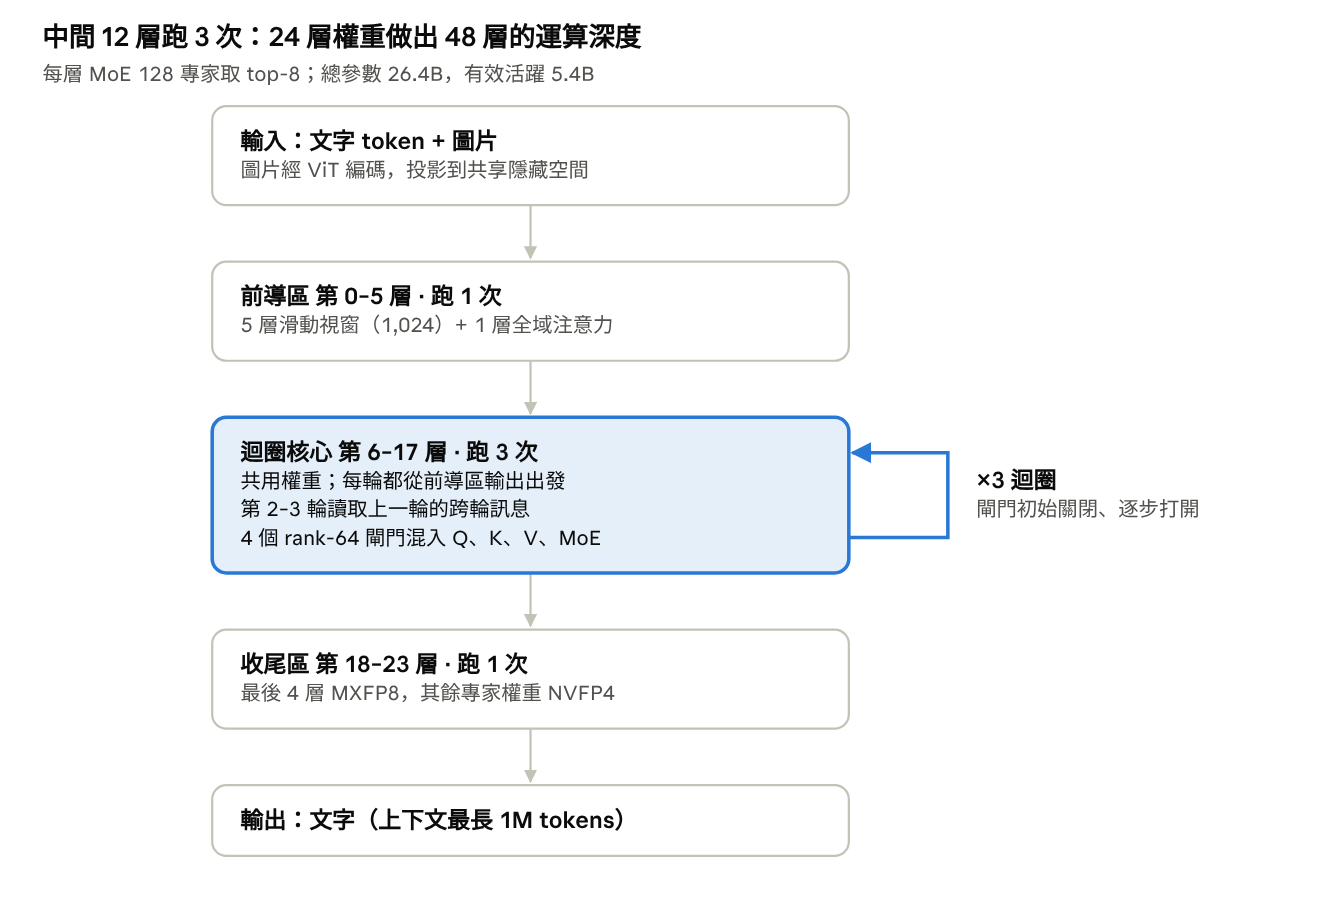 中間 12 層跑 3 次：24 層權重做出 48 層的運算深度
每層 MoE 128 專家取 top-8；總參數 26.4B，有效活躍 5.4B
輸入：文字 token + 圖片
圖片經 ViT 編碼，投影到共享隱藏空間
前導區 第 0–5 層 · 跑 1 次
5 層滑動視窗（1,024）+ 1 層全域注意力
迴圈核心 第 6–17 層 · 跑 3 次
共用權重；每輪都從前導區輸出出發
第 2–3 輪讀取上一輪的跨輪訊息
4 個 rank-64 閘門混入 Q、K、V、MoE
×3 迴圈
閘門初始關閉、逐步打開
收尾區 第 18–23 層 · 跑 1 次
最後 4 層 MXFP8，其餘專家權重 NVFP4
輸出：文字（上下文最長 1M tokens）